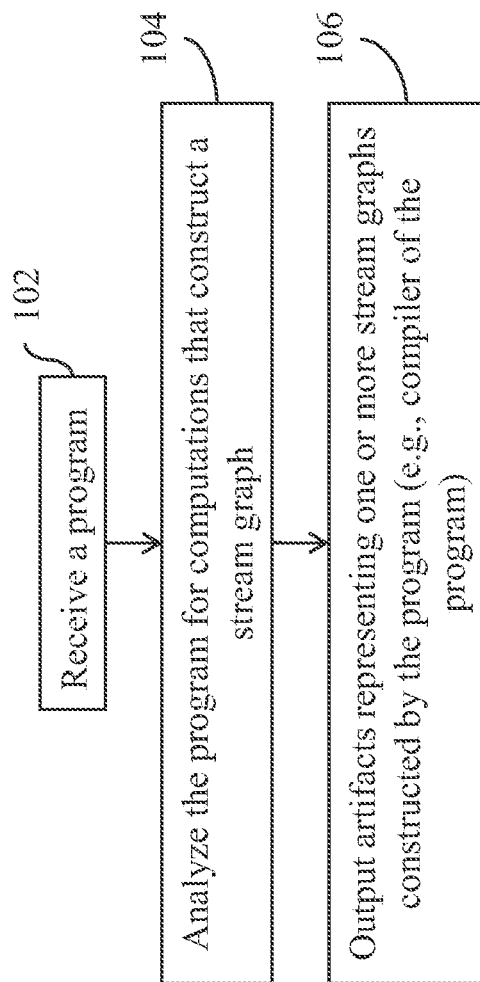 102
Receive a program
104
Analyze the program for computations that construct a
stream graph
106
Output artifacts representing one or more stream graphs
constructed by the program (e.g., compiler of the
program)